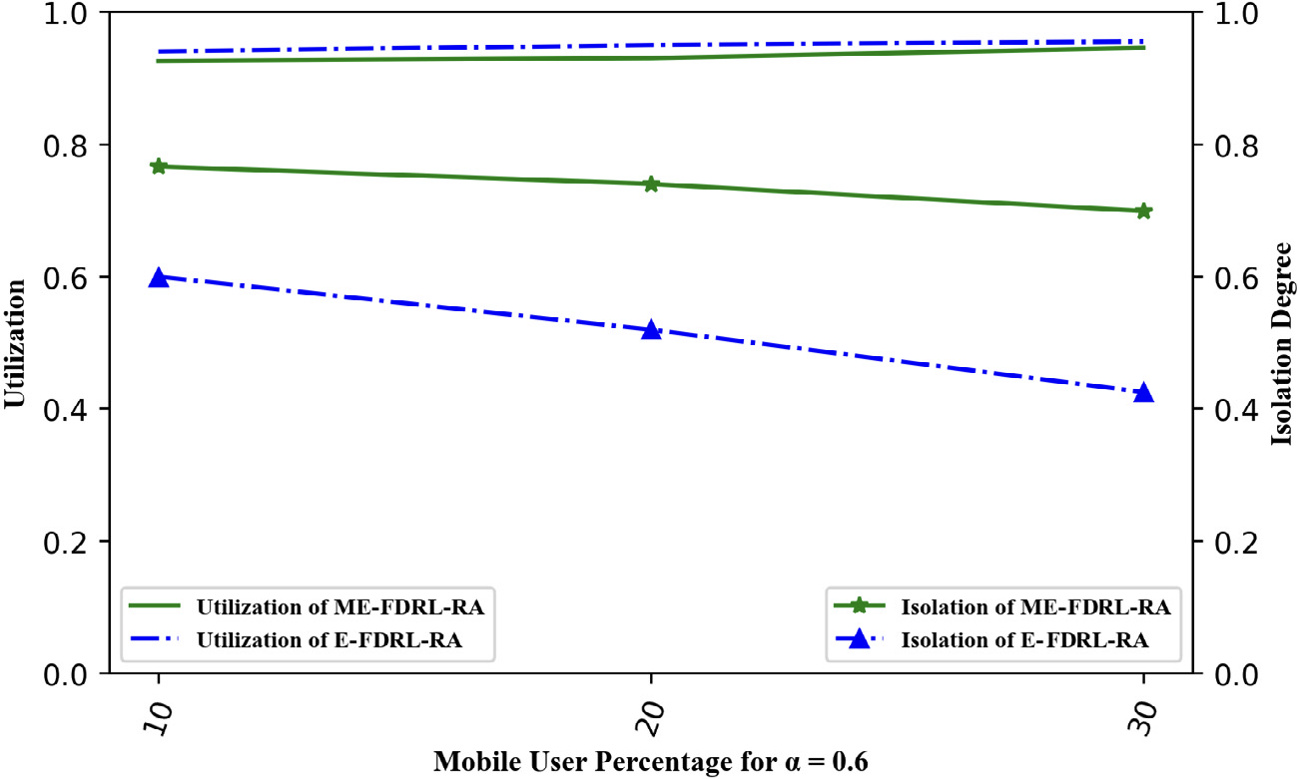 1.0
0.8
0.6
0.4
0.2
0.0
Utilization
1.0
0.8
0.6
0.4
0.2
0.0
Isolation Degree
Utilization of ME-FDRL-RA
Utilization of E-FDRL-RA
Isolation of ME-FDRL-RA
Isolation of E-FDRL-RA
10
20
30
Mobile User Percentage for α = 0.6